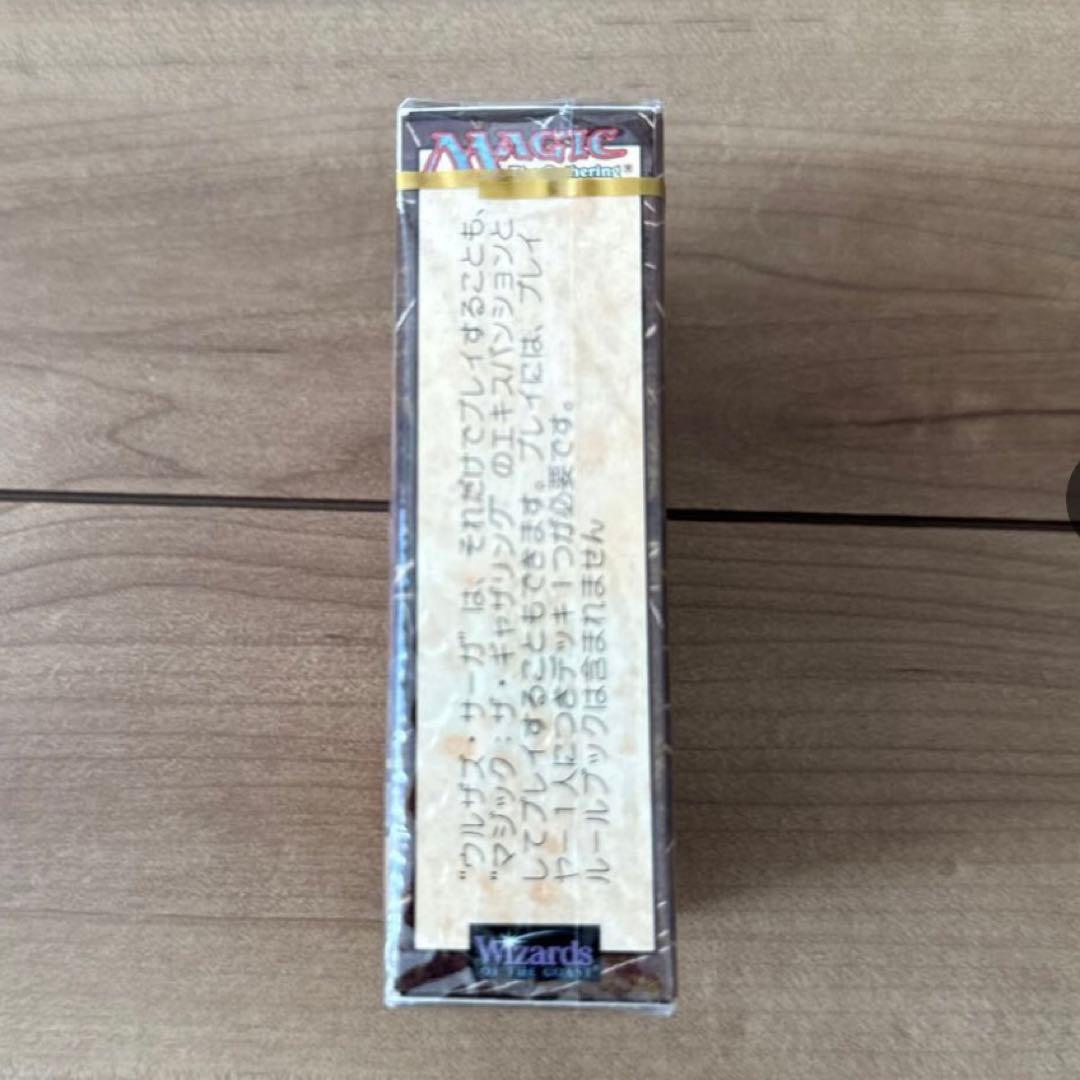 MAGIC
The Gathering®
"ウルザズ・サーガ" は、それだけでプレイすることも、
"マジック：ザ・ギャザリング" のエキスパンションと
してプレイすることもできます。プレイには、プレイ
ヤー1人につきデッキ1つが必要です。
ルールブックは含まれません
Wizards
OF THE COAST®